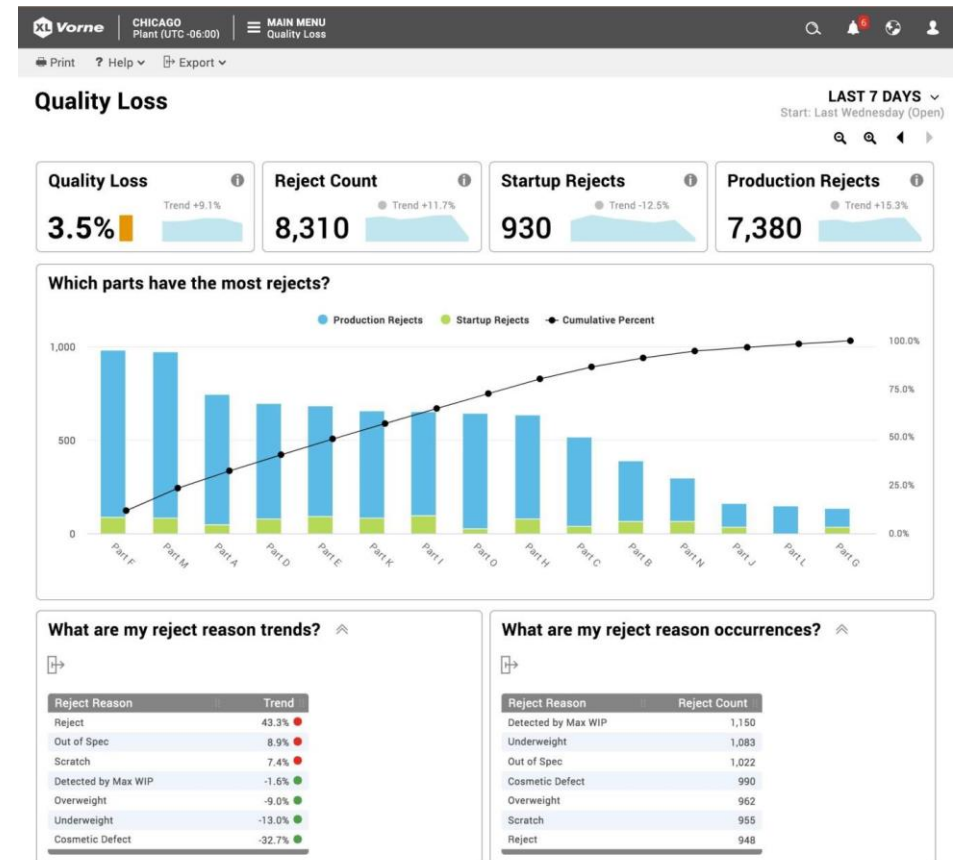 XL Vorne
CHICAGO
Plant (UTC -06:00)
MAIN MENU
Quality Loss
6
Print ? Help Export
Quality Loss
LAST 7 DAYS
Start: Last Wednesday (Open)
Quality Loss
Trend +9.1%
3.5%
Reject Count
Trend +11.7%
8,310
Startup Rejects
Trend -12.5%
930
Production Rejects
Trend +15.3%
7,380
Which parts have the most rejects?
Production Rejects Startup Rejects Cumulative Percent
1,000
500
0
100.0%
75.0%
50.0%
25.0%
0.0%
Part F Part M Part A Part D Part E Part K Part I Part O Part H Part C Part B Part N Part J Part L Part G
What are my reject reason trends?
Reject Reason Trend
Reject 43.3%
Out of Spec 8.9%
Scratch 7.4%
Detected by Max WIP -1.6%
Overweight -9.0%
Underweight -13.0%
Cosmetic Defect -32.7%
What are my reject reason occurrences?
Reject Reason Reject Count
Detected by Max WIP 1,150
Underweight 1,083
Out of Spec 1,022
Cosmetic Defect 990
Overweight 962
Scratch 955
Reject 948